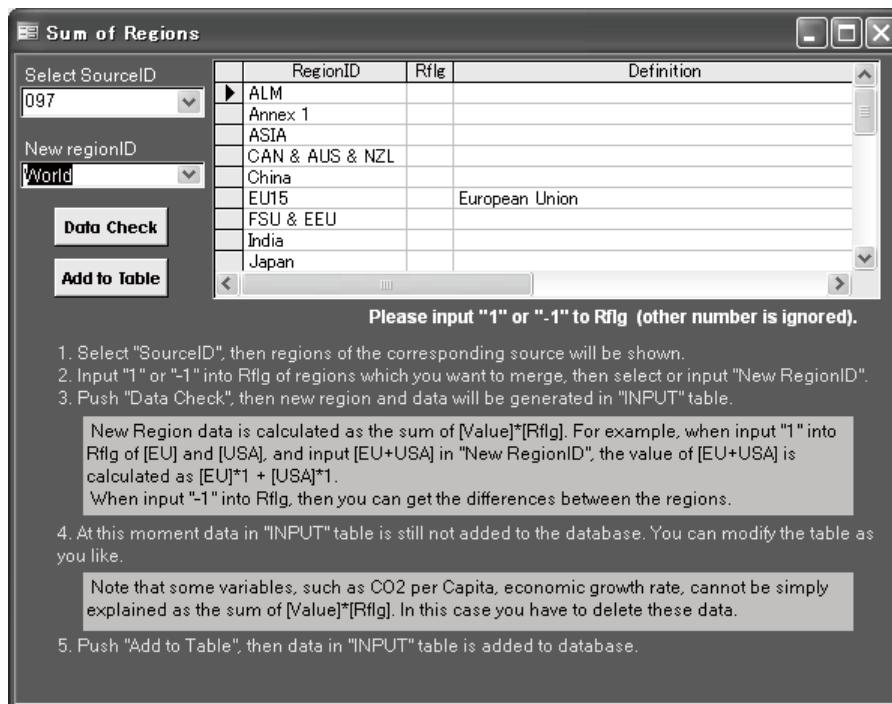 Sum of Regions
Select SourceID
097
New regionID
World
Data Check
Add to Table
RegionID Rflg Definition
ALM
Annex 1
ASIA
CAN & AUS & NZL
China
EU15 European Union
FSU & EEU
India
Japan
Please input "1" or "-1" to Rflg (other number is ignored).
1. Select "SourceID", then regions of the corresponding source will be shown.
2. Input "1" or "-1" into Rflg of regions which you want to merge, then select or input "New RegionID".
3. Push "Data Check", then new region and data will be generated in "INPUT" table.
New Region data is calculated as the sum of [Value]*[Rflg]. For example, when input "1" into
Rflg of [EU] and [USA], and input [EU+USA] in "New RegionID", the value of [EU+USA] is
calculated as [EU]*1 + [USA]*1.
When input "-1" into Rflg, then you can get the differences between the regions.
4. At this moment data in "INPUT" table is still not added to the database. You can modify the table as
you like.
Note that some variables, such as CO2 per Capita, economic growth rate, cannot be simply
explained as the sum of [Value]*[Rflg]. In this case you have to delete these data.
5. Push "Add to Table", then data in "INPUT" table is added to database.